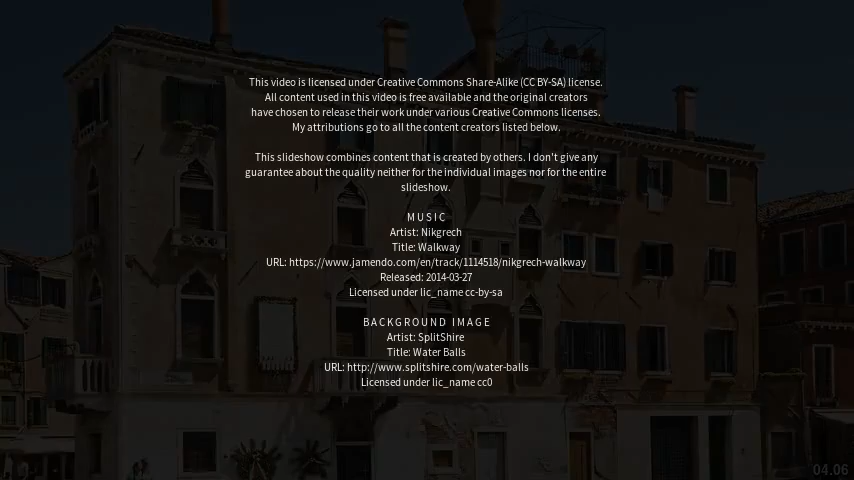 This video is licensed under Creative Commons Share-Alike (CC BY-SA) license.
All content used in this video is free available and the original creators
have chosen to release their work under various Creative Commons licenses.
My attributions go to all the content creators listed below.
This slideshow combines content that is created by others. I don't give any
guarantee about the quality neither for the individual images nor for the entire
slideshow.
MUSIC
Artist: Nikgrech
Title: Walkway
URL: https://www.jamendo.com/en/track/1114518/nikgrech-walkway
Released: 2014-03-27
Licensed under lic_name cc-by-sa
BACKGROUND IMAGE
Artist: SplitShire
Title: Water Balls
URL: http://www.splitshire.com/water-balls
Licensed under lic_name cc0
04.06